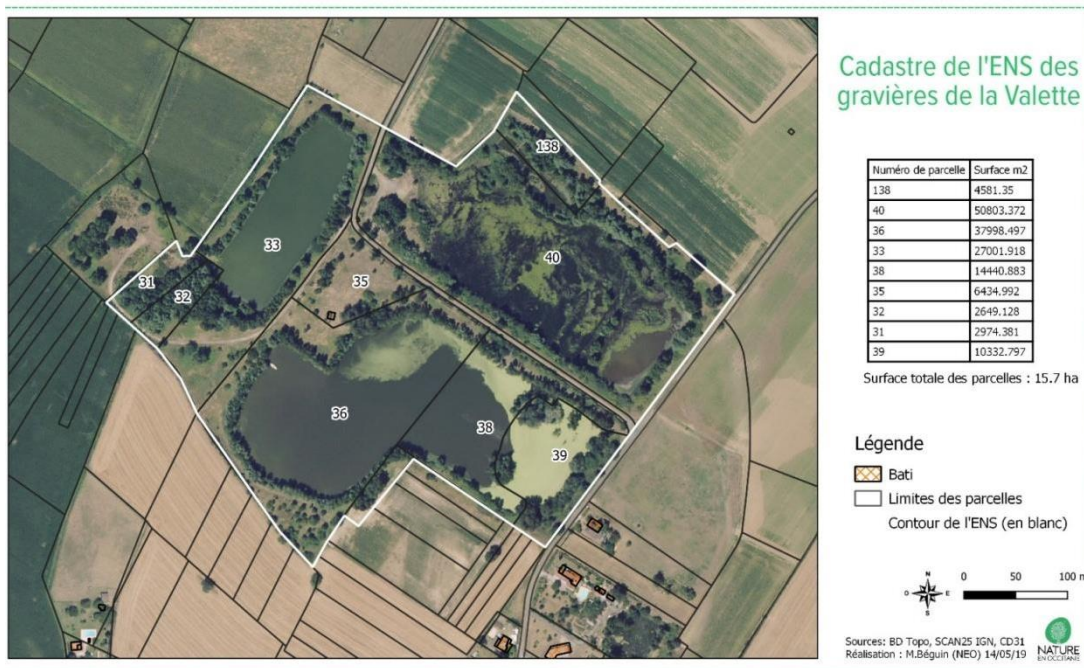 Cadastre de l'ENS des
gravières de la Valette
138
33
40
31
32
35
36
38
39
Numéro de parcelle Surface m2
138 4581.35
40 50803.372
36 37998.497
33 27001.918
38 14440.883
35 6434.992
32 2649.128
31 2974.381
39 10332.797
Surface totale des parcelles : 15.7 ha
Légende
Bati
Limites des parcelles
Contour de l'ENS (en blanc)
N
O E
S
0 50 100 m
Sources: BD Topo, SCAN25 IGN, CD31
Réalisation : M.Béguin (NEO) 14/05/19
NATURE
EN OCCITANIE